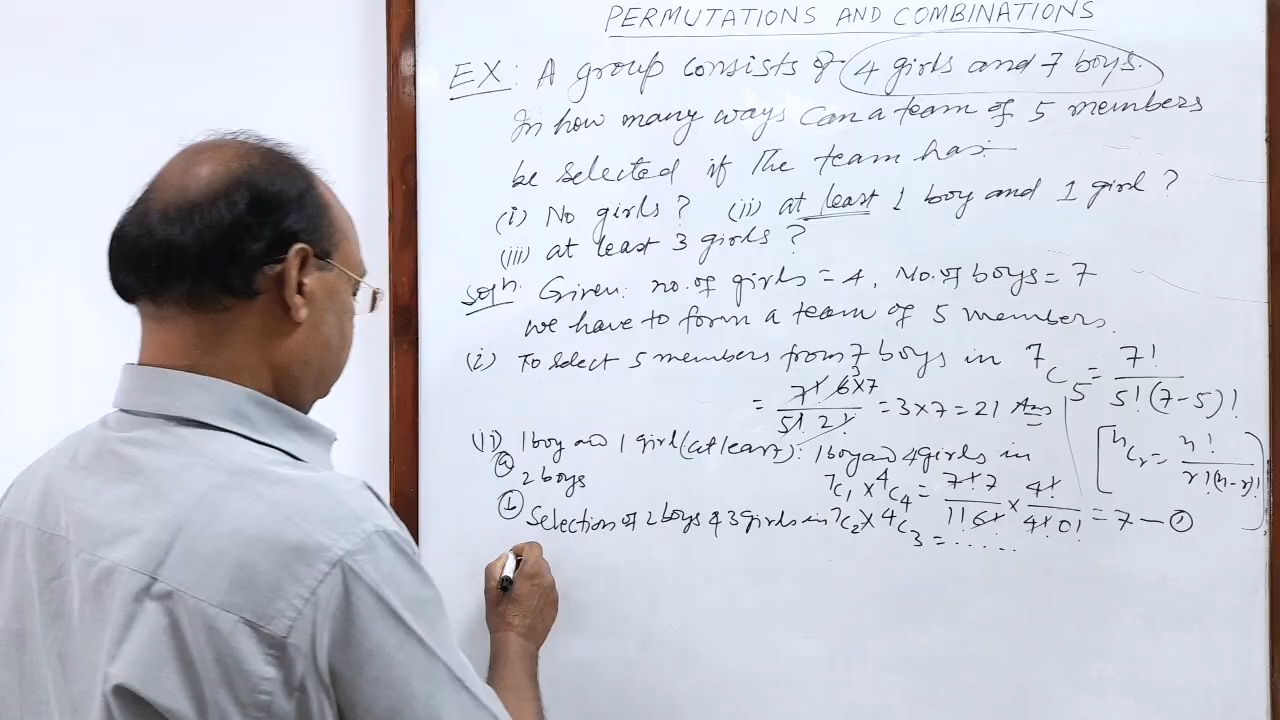 PERMUTATIONS AND COMBINATIONS
EX: A group consists of 4 girls and 7 boys.
In how many ways can a team of 5 members
be selected if the team has:
(i) No girls? (ii) at least 1 boy and 1 girl?
(iii) at least 3 girls?
Solⁿ. Given: no. of girls = 4, No. of boys = 7
We have to form a team of 5 members.
(i) To select 5 members from 7 boys in ⁷C₅ = 7!/5!(7-5)!
= 7! 6³×7/5! 2! = 3×7 = 21 Ans
(ii) 1 boy and 1 girl (at least): 1 boy and 4 girls in
[ⁿCᵣ = n!/r!(n-r)!]
(a) 2 boys
⁷C₁ × ⁴C₄ = 7!×7/1! 6! × 4!/4! 0! = 7 — (1)
(b) Selection of 2 boys & 3 girls in ⁷C₂ × ⁴C₃ = ......